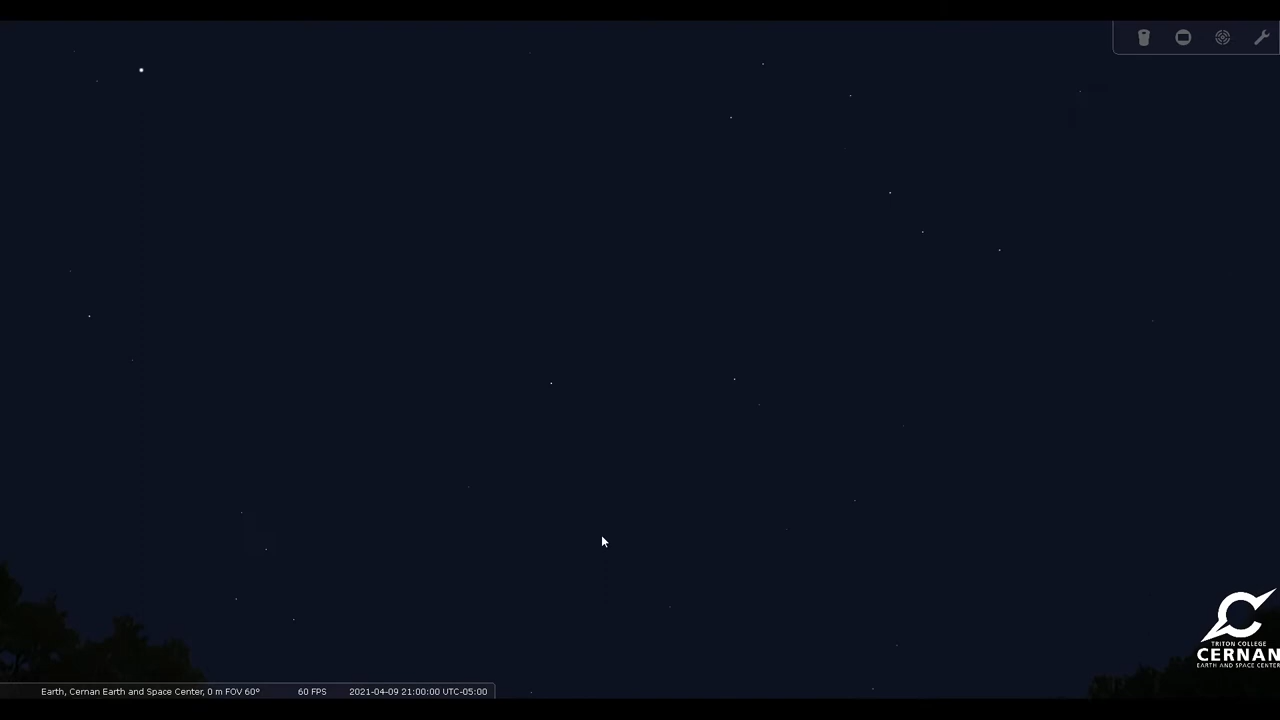 TRITON COLLEGE
CERNAN
EARTH AND SPACE CENTER
Earth, Cernan Earth and Space Center, 0 m FOV 60° 60 FPS 2021-04-09 21:00:00 UTC-05:00